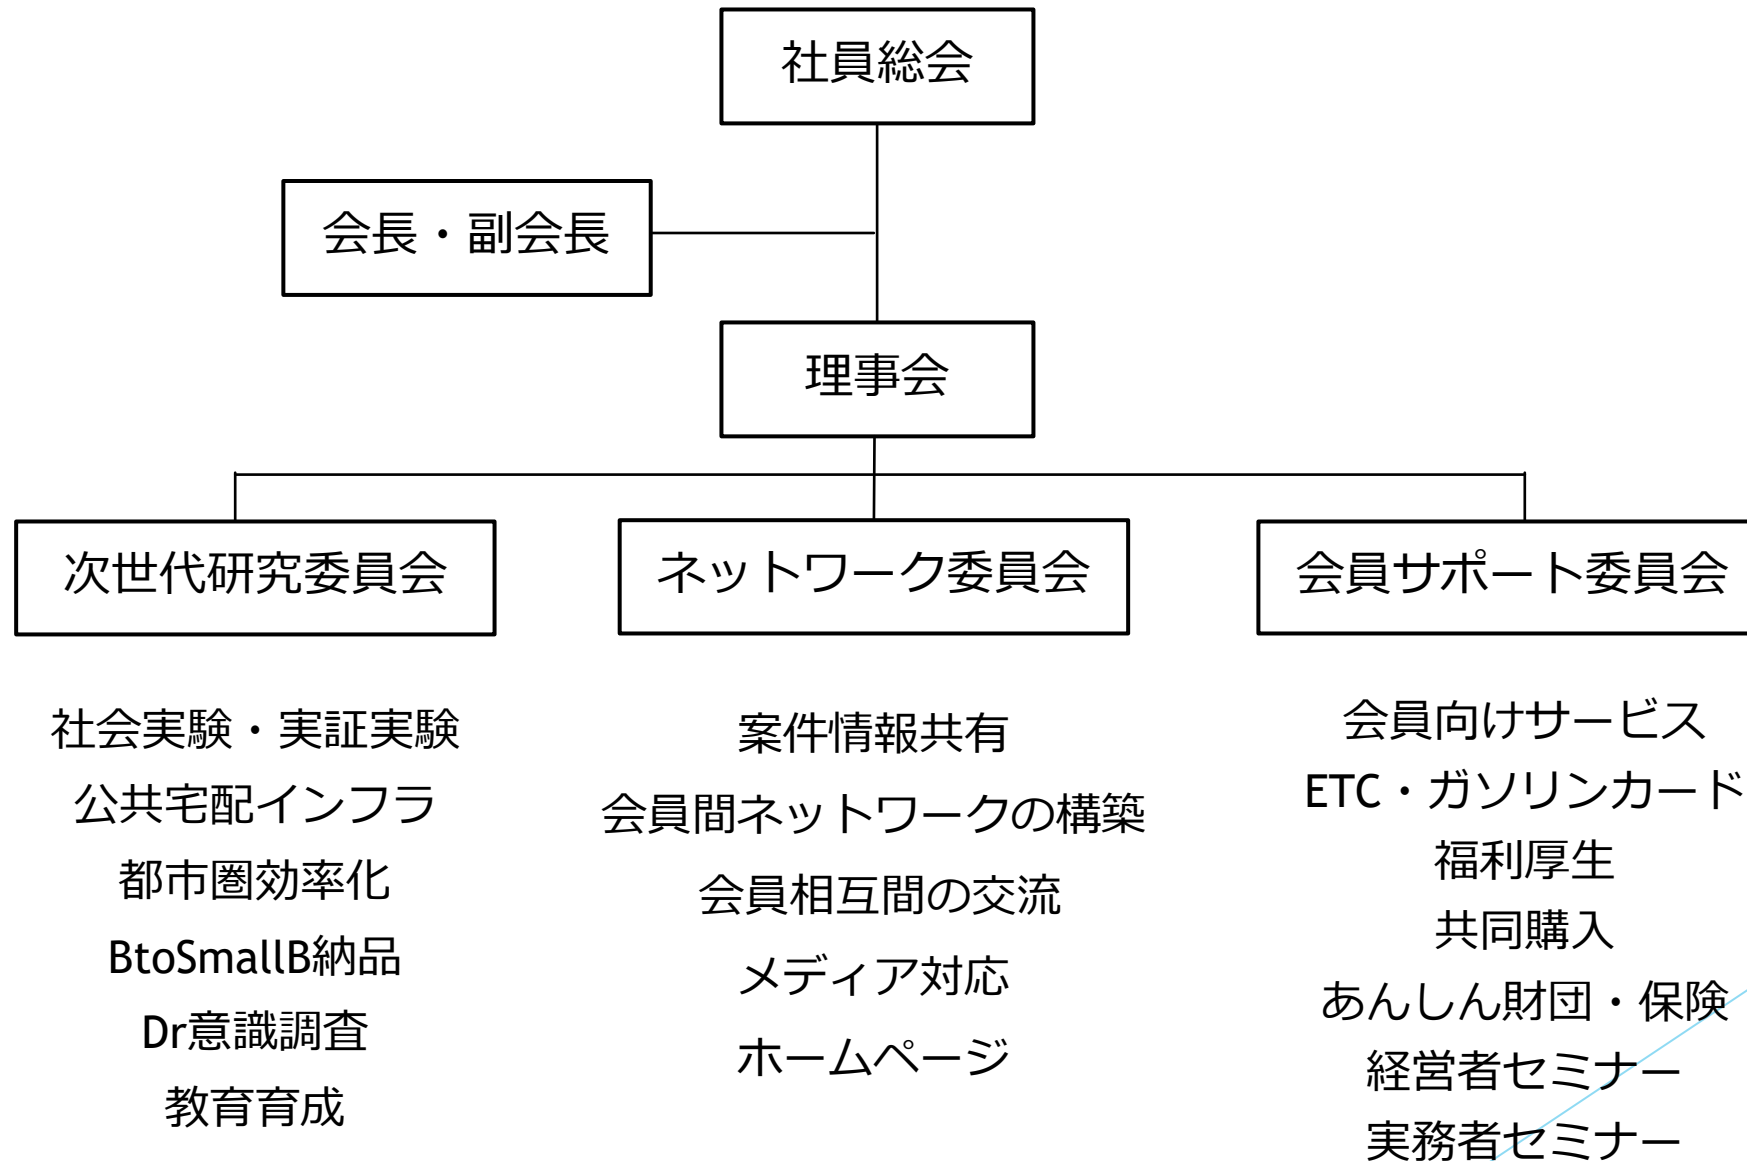 社員総会
会長・副会長
理事会
次世代研究委員会
ネットワーク委員会
会員サポート委員会
社会実験・実証実験
公共宅配インフラ
都市圏効率化
BtoSmallB納品
Dr意識調査
教育育成
案件情報共有
会員間ネットワークの構築
会員相互間の交流
メディア対応
ホームページ
会員向けサービス
ETC・ガソリンカード
福利厚生
共同購入
あんしん財団・保険
経営者セミナー
実務者セミナー